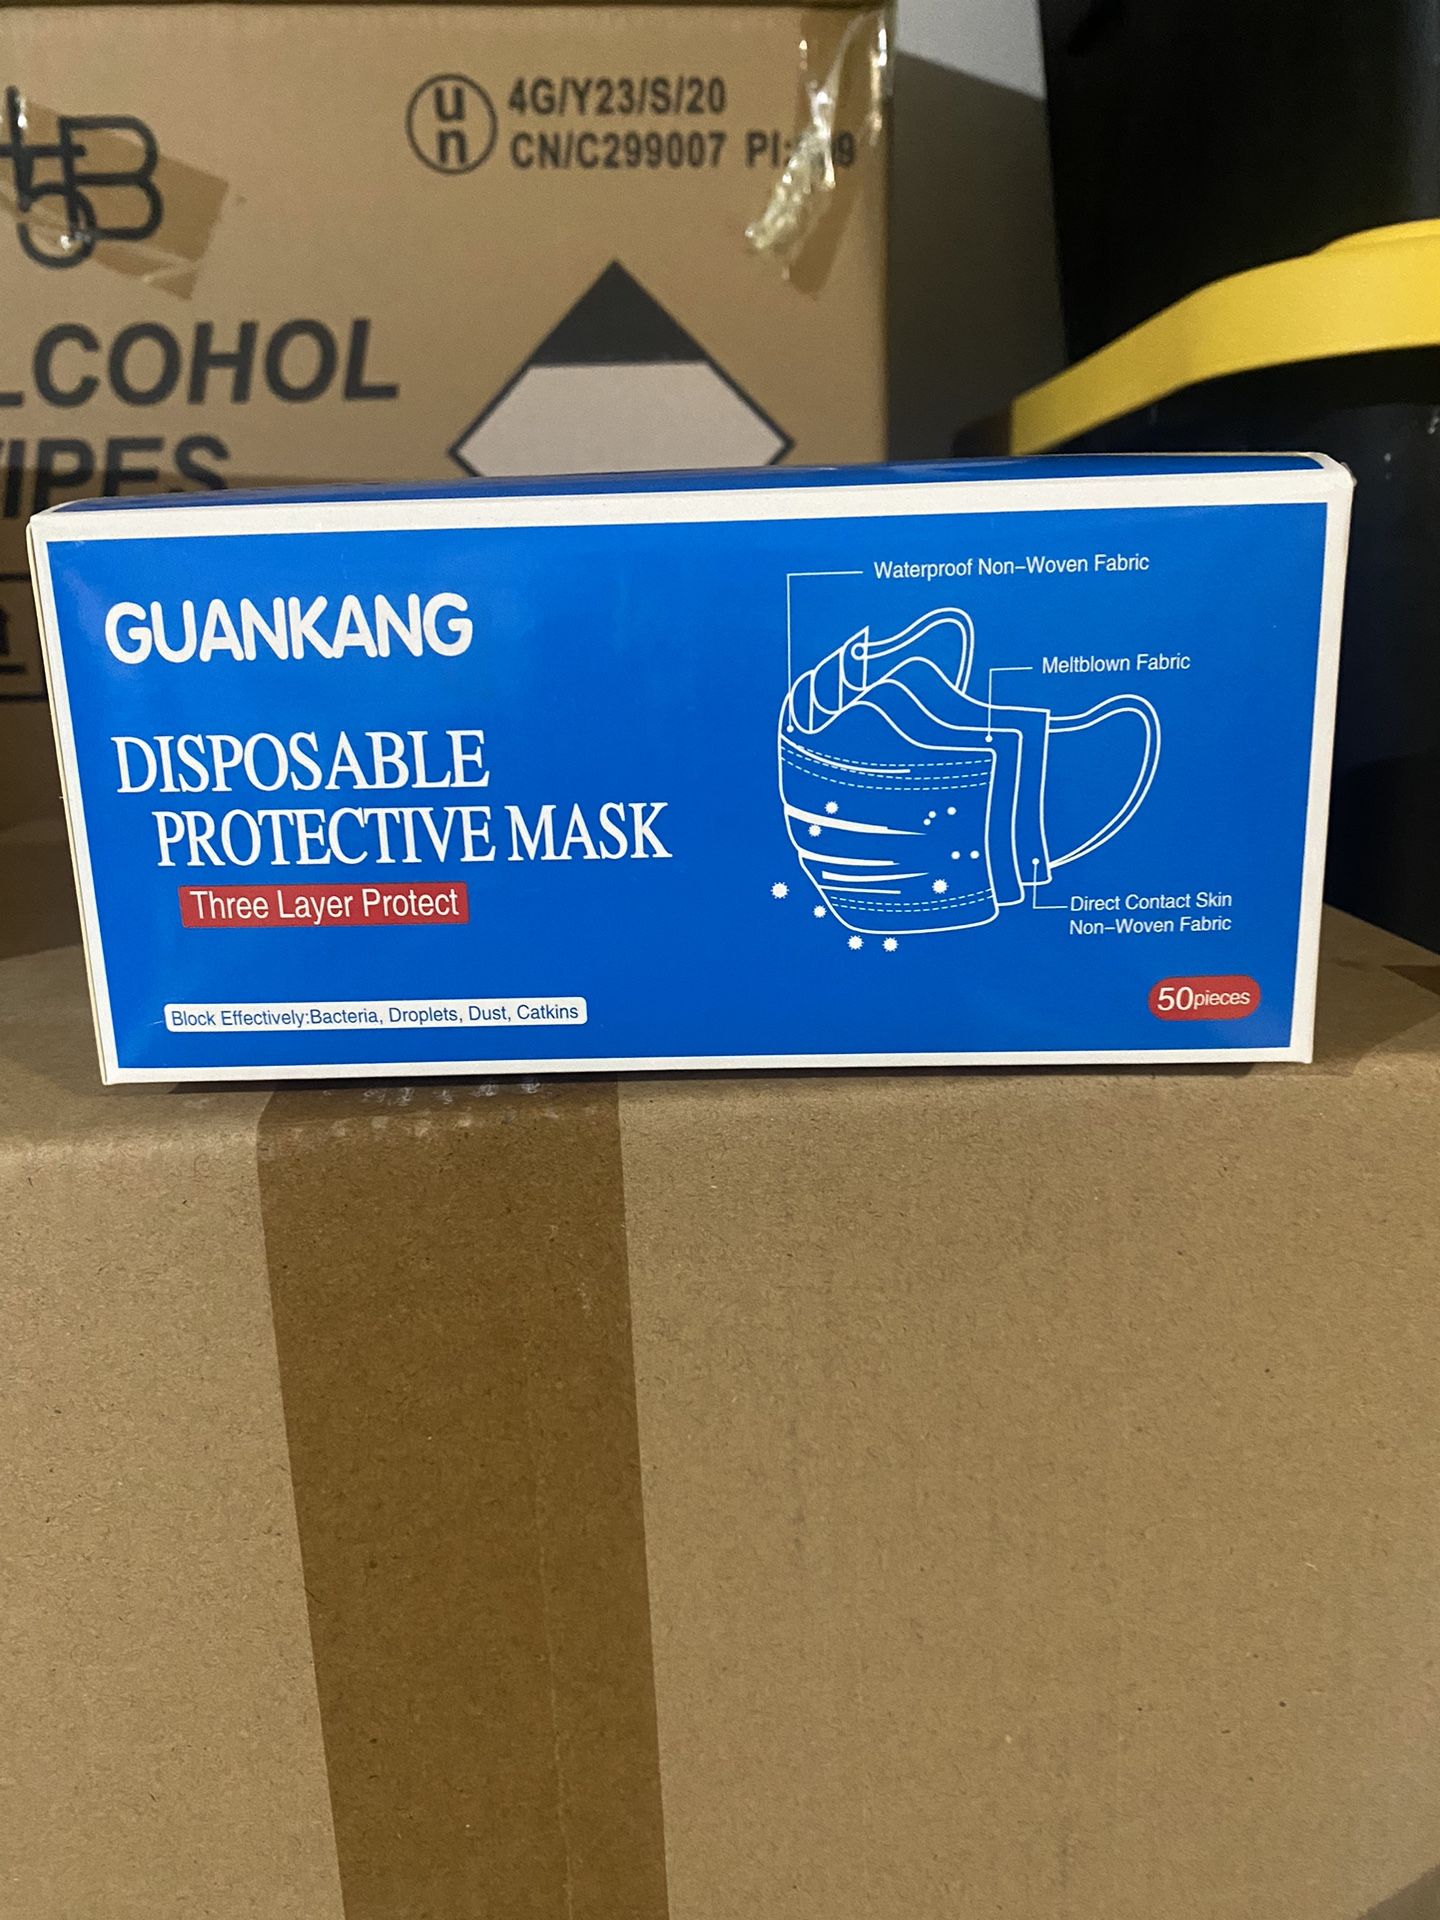 4G/Y23/S/20
CN/C299007
LCOHOL
IPES
GUANKANG
DISPOSABLE
PROTECTIVE MASK
Three Layer Protect
Block Effectively:Bacteria, Droplets, Dust, Catkins
Waterproof Non-Woven Fabric
Meltblown Fabric
Direct Contact Skin
Non-Woven Fabric
50pieces